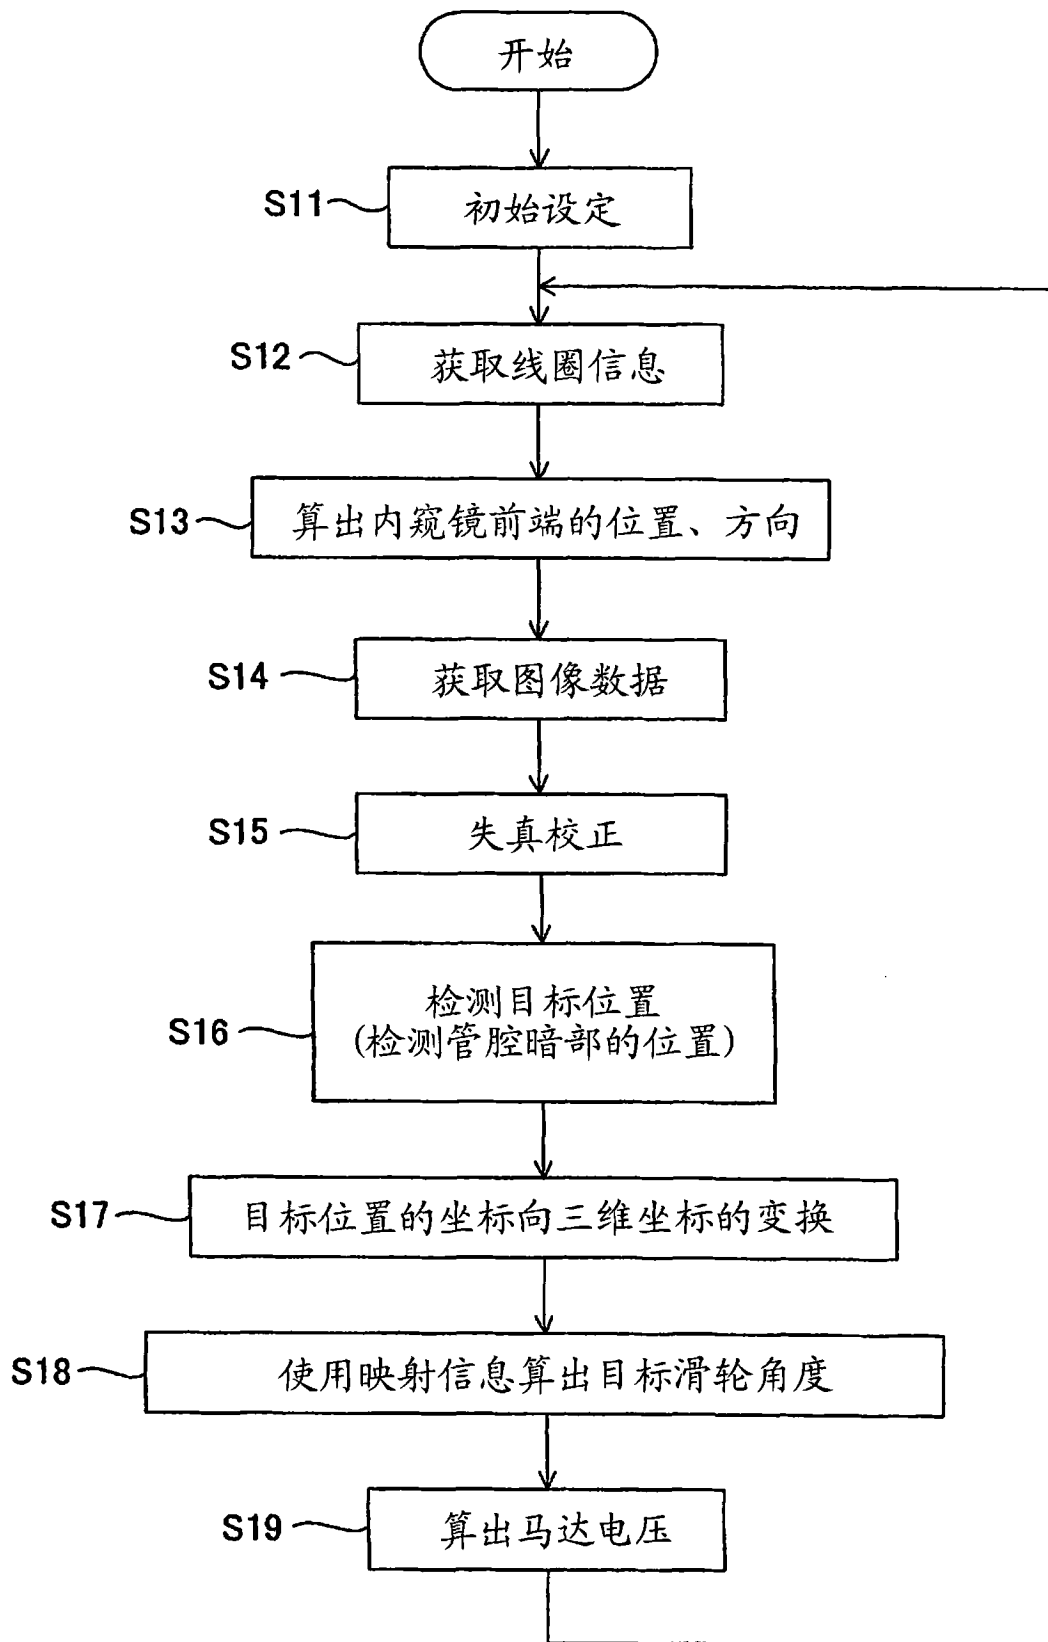 开始
S11 初始设定
S12 获取线圈信息
S13 算出内窥镜前端的位置、方向
S14 获取图像数据
S15 失真校正
S16 检测目标位置
(检测管腔暗部的位置)
S17 目标位置的坐标向三维坐标的变换
S18 使用映射信息算出目标滑轮角度
S19 算出马达电压